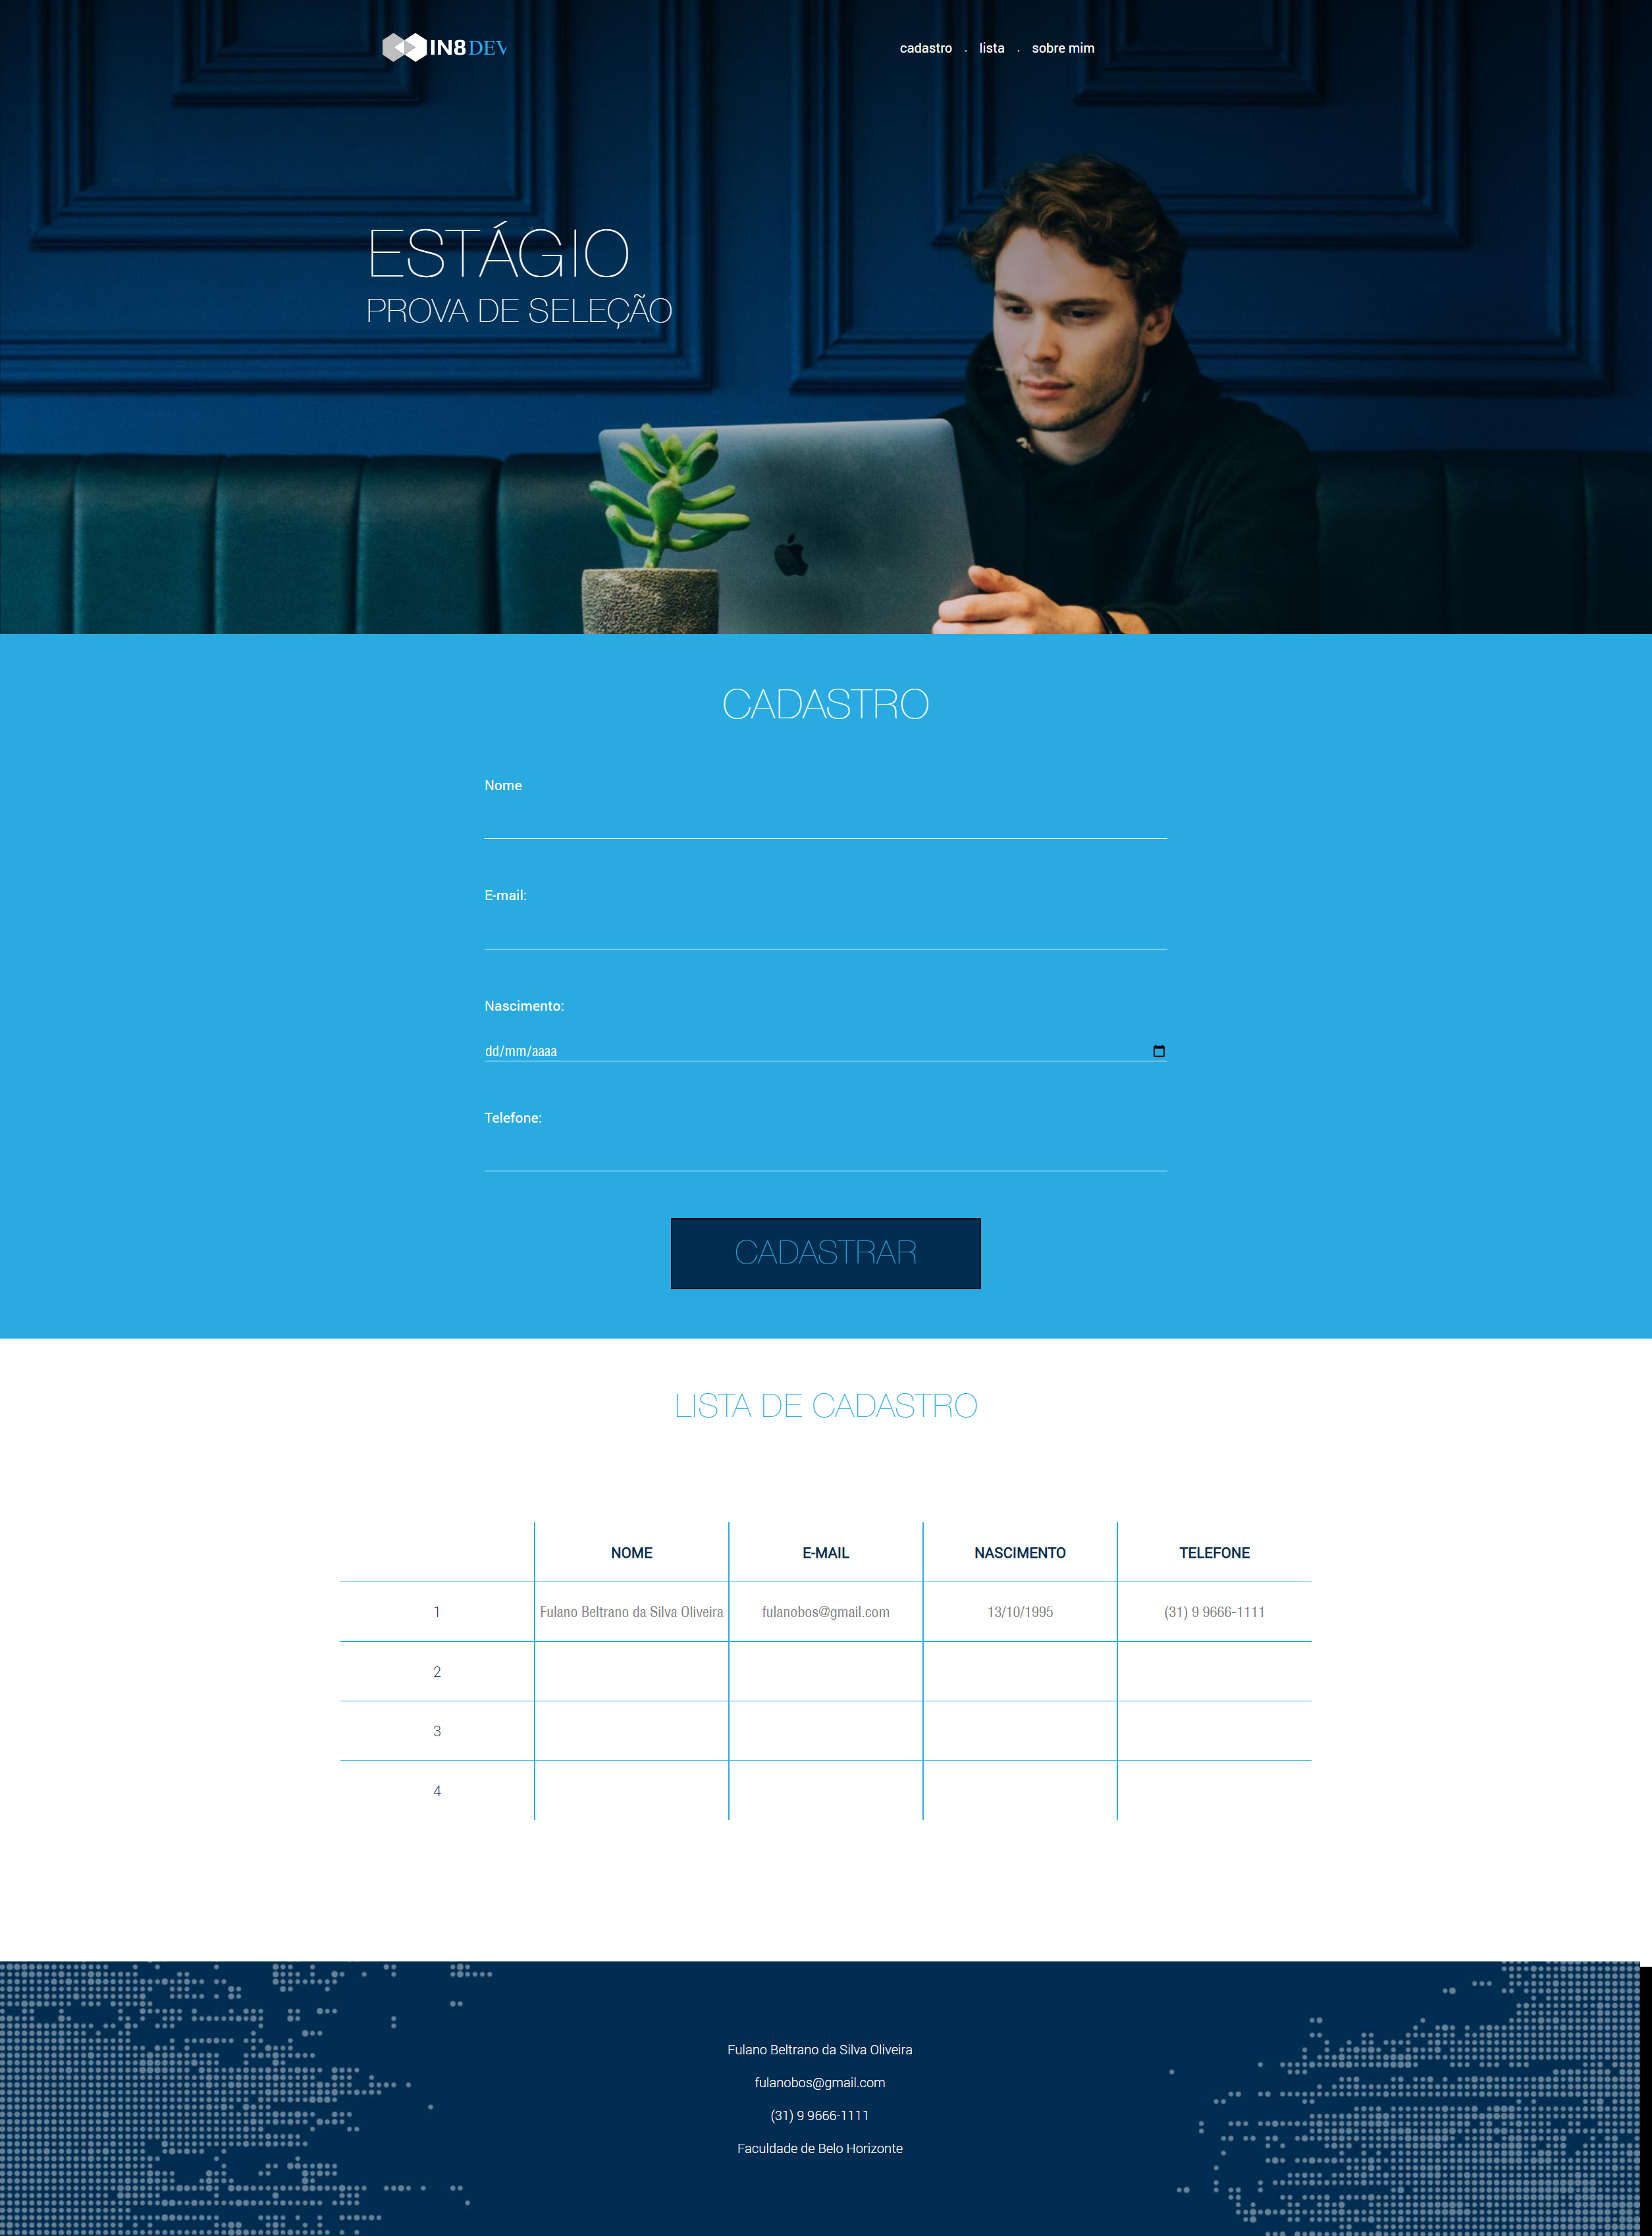 IN8 DEV
cadastro . lista . sobre mim
ESTÁGIO
PROVA DE SELEÇÃO
CADASTRO
Nome
E-mail:
Nascimento:
dd/mm/aaaa
Telefone:
CADASTRAR
LISTA DE CADASTRO
NOME E-MAIL NASCIMENTO TELEFONE
1 Fulano Beltrano da Silva Oliveira fulanobos@gmail.com 13/10/1995 (31) 9 9666-1111
2
3
4
Fulano Beltrano da Silva Oliveira
fulanobos@gmail.com
(31) 9 9666-1111
Faculdade de Belo Horizonte